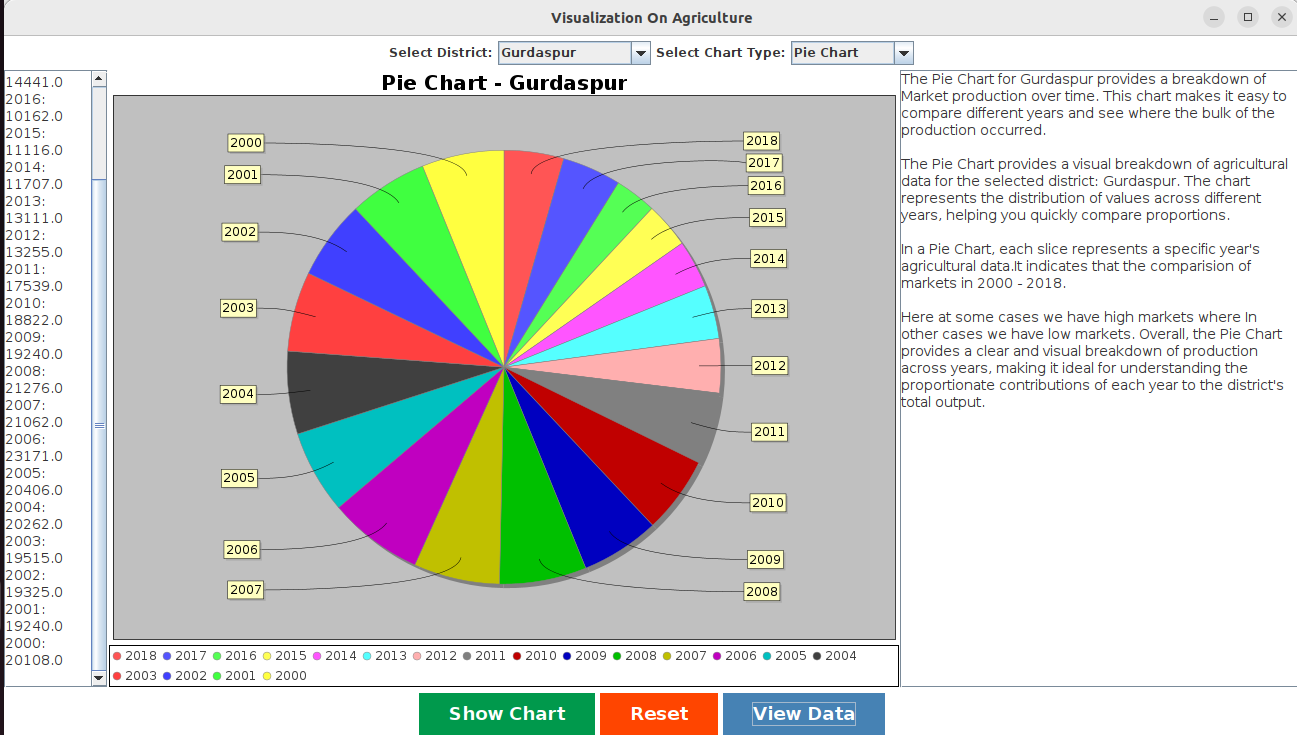 Visualization On Agriculture
Select District: Gurdaspur Select Chart Type: Pie Chart
14441.0
2016:
10162.0
2015:
11116.0
2014:
11707.0
2013:
13111.0
2012:
13255.0
2011:
17539.0
2010:
18822.0
2009:
19240.0
2008:
21276.0
2007:
21062.0
2006:
23171.0
2005:
20406.0
2004:
20262.0
2003:
19515.0
2002:
19325.0
2001:
19240.0
2000:
20108.0
Pie Chart - Gurdaspur
2000
2001
2002
2003
2004
2005
2006
2007
2018
2017
2016
2015
2014
2013
2012
2011
2010
2009
2008
2018 2017 2016 2015 2014 2013 2012 2011 2010 2009 2008 2007 2006 2005 2004
2003 2002 2001 2000
The Pie Chart for Gurdaspur provides a breakdown of
Market production over time. This chart makes it easy to
compare different years and see where the bulk of the
production occurred.
The Pie Chart provides a visual breakdown of agricultural
data for the selected district: Gurdaspur. The chart
represents the distribution of values across different
years, helping you quickly compare proportions.
In a Pie Chart, each slice represents a specific year's
agricultural data.It indicates that the comparision of
markets in 2000 - 2018.
Here at some cases we have high markets where In
other cases we have low markets. Overall, the Pie Chart
provides a clear and visual breakdown of production
across years, making it ideal for understanding the
proportionate contributions of each year to the district's
total output.
Show Chart Reset View Data